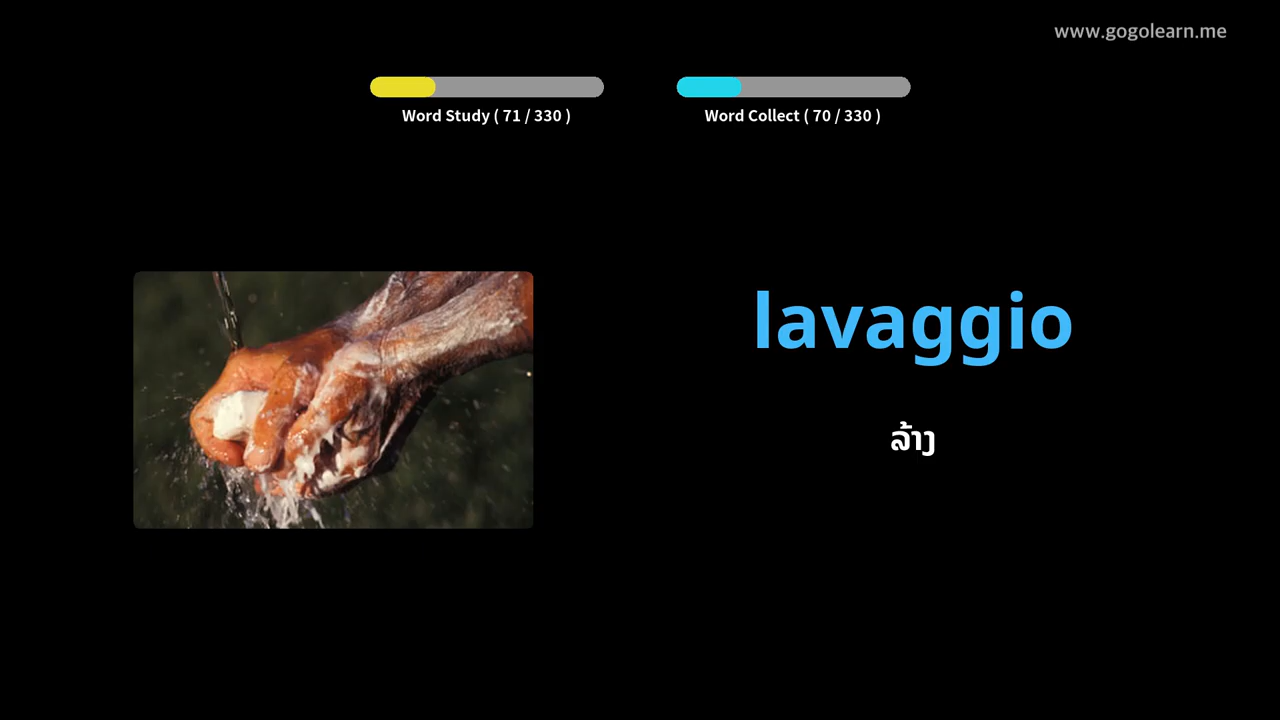 www.gogolearn.me
Word Study ( 71 / 330 )
Word Collect ( 70 / 330 )
lavaggio
ລ້າງ